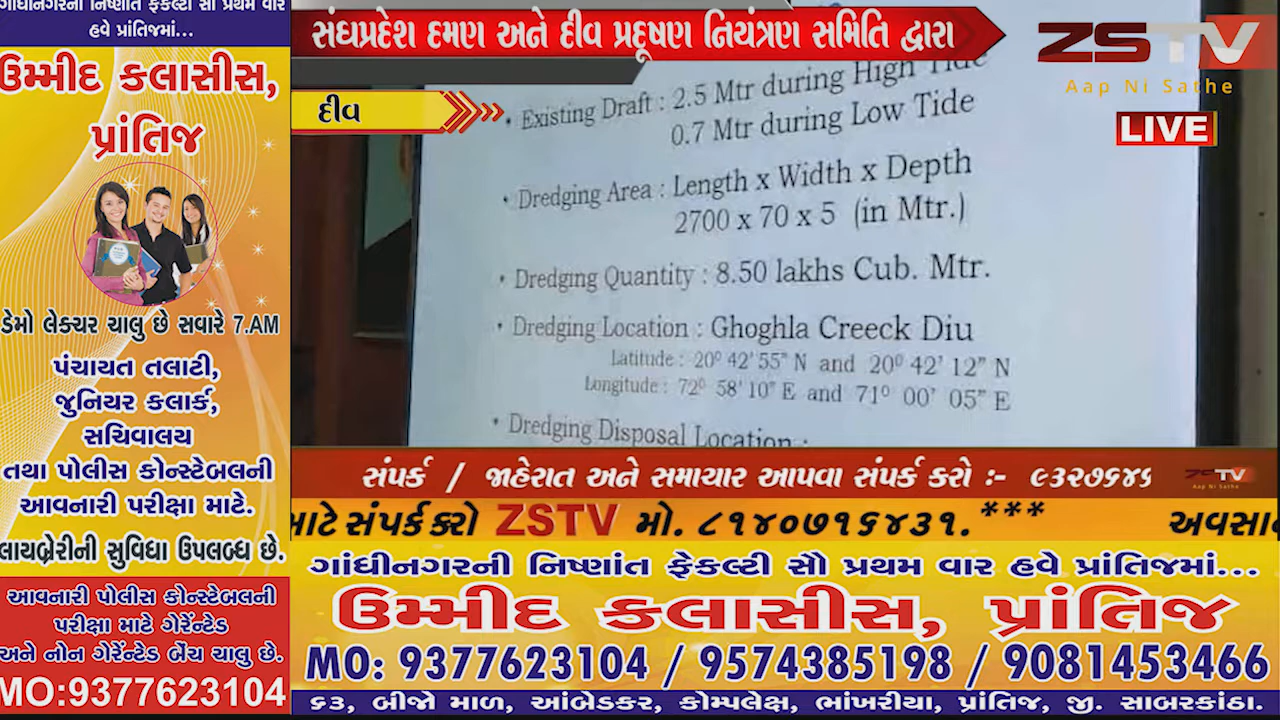 ગાંધીનગરની નિષ્ણાંત ફેકલ્ટી સૌ પ્રથમ વાર
હવે પ્રાંતિજમાં...
ઉમ્મીદ કલાસીસ,
પ્રાંતિજ
ડેમો લેક્ચર ચાલુ છે સવારે 7.AM
પંચાયત તલાટી,
જુનિયર કલાર્ક,
સચિવાલય
તથા પોલીસ કોન્સ્ટેબલની
આવનારી પરીક્ષા માટે.
લાયબ્રેરીની સુવિધા ઉપલબ્ધ છે.
આવનારી પોલીસ કોન્સ્ટેબલની
પરીક્ષા માટે ગેરેંન્ટેડ
અને નોન ગેરેંન્ટેડ બેંચ ચાલુ છે.
MO:9377623104
સંઘપ્રદેશ દમણ અને દીવ પ્રદૂષણ નિયંત્રણ સમિતિ દ્વારા
દીવ
ZSTV
Aap Ni Sathe
LIVE
• Existing Draft : 2.5 Mtr during High Tide
0.7 Mtr during Low Tide
• Dredging Area : Length x Width x Depth
2700 x 70 x 5 (in Mtr.)
• Dredging Quantity : 8.50 lakhs Cub. Mtr.
• Dredging Location : Ghoghla Creeck Diu
Latitude : 20⁰ 42' 55" N and 20⁰ 42' 12" N
Longitude : 72⁰ 58' 10" E and 71⁰ 00' 05" E
• Dredging Disposal Location :
સંપર્ક / જાહેરાત અને સમાચાર આપવા સંપર્ક કરો :- ૯૩૨૭૬૪૬
ZSTV
Aap Ni Sathe
માટે સંપર્ક કરો ZSTV મો. ૮૧૪૦૭૧૬૪૩૧.***
ગાંધીનગરની નિષ્ણાંત ફેકલ્ટી સૌ પ્રથમ વાર હવે પ્રાંતિજમાં...
ઉમ્મીદ કલાસીસ, પ્રાંતિજ
MO: 9377623104 / 9574385198 / 9081453466
૬૩, બીજો માળ, આંબેડકર, કોમ્પલેક્ષ, ભાંખરીયા, પ્રાંતિજ, જી. સાબરકાંઠા.